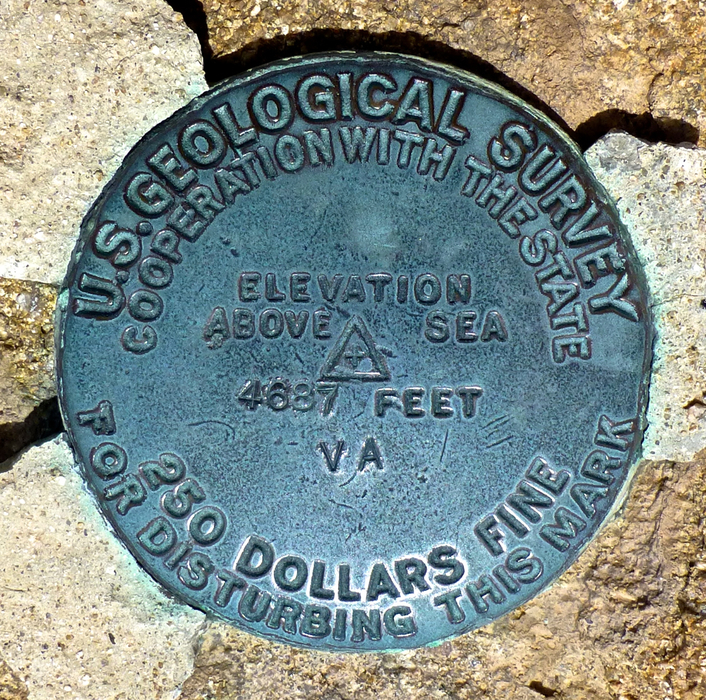 U.S. GEOLOGICAL SURVEY
COOPERATION WITH THE STATE
ELEVATION
ABOVE SEA
4687 FEET
VA
250 DOLLARS FINE
FOR DISTURBING THIS MARK